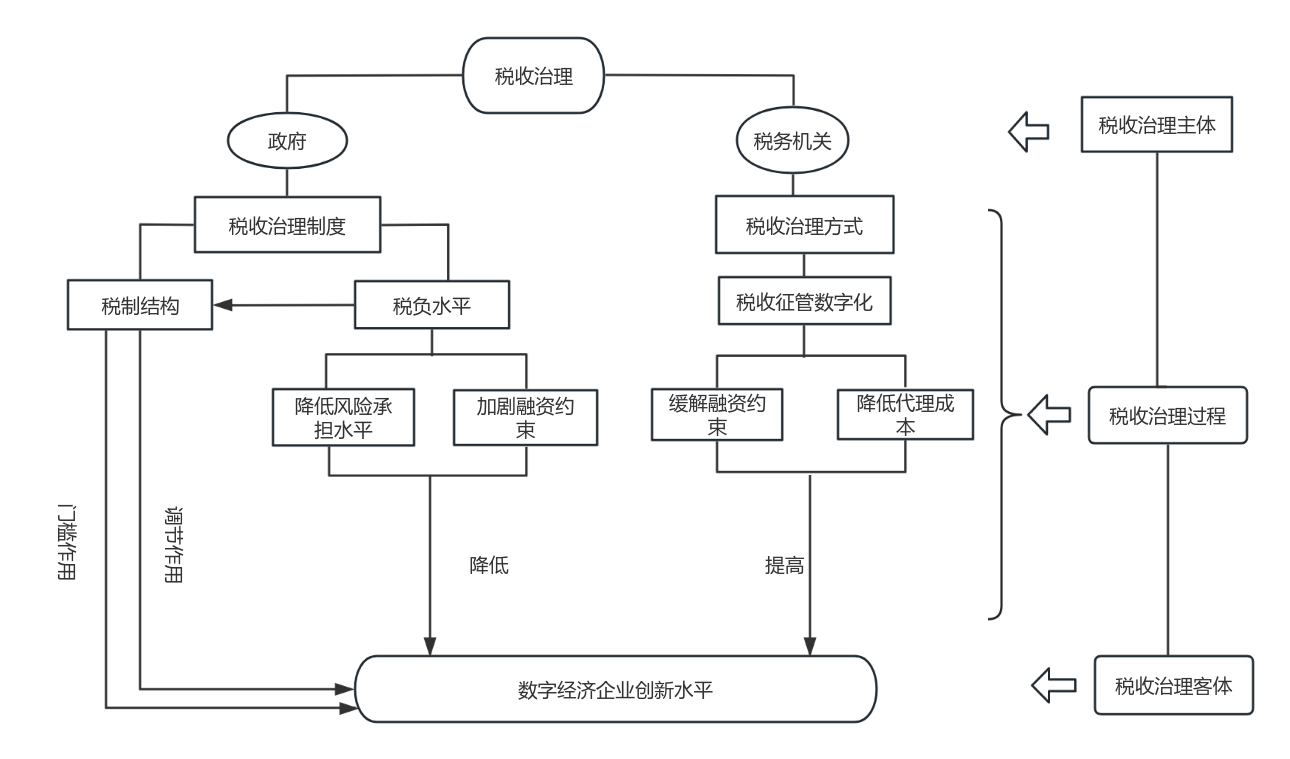 税收治理
政府
税务机关
税收治理主体
税收治理制度
税收治理方式
税制结构
税负水平
税收征管数字化
降低风险承
担水平
加剧融资约
束
缓解融资约
束
降低代理成
本
税收治理过程
门槛作用
调节作用
降低
提高
数字经济企业创新水平
税收治理客体